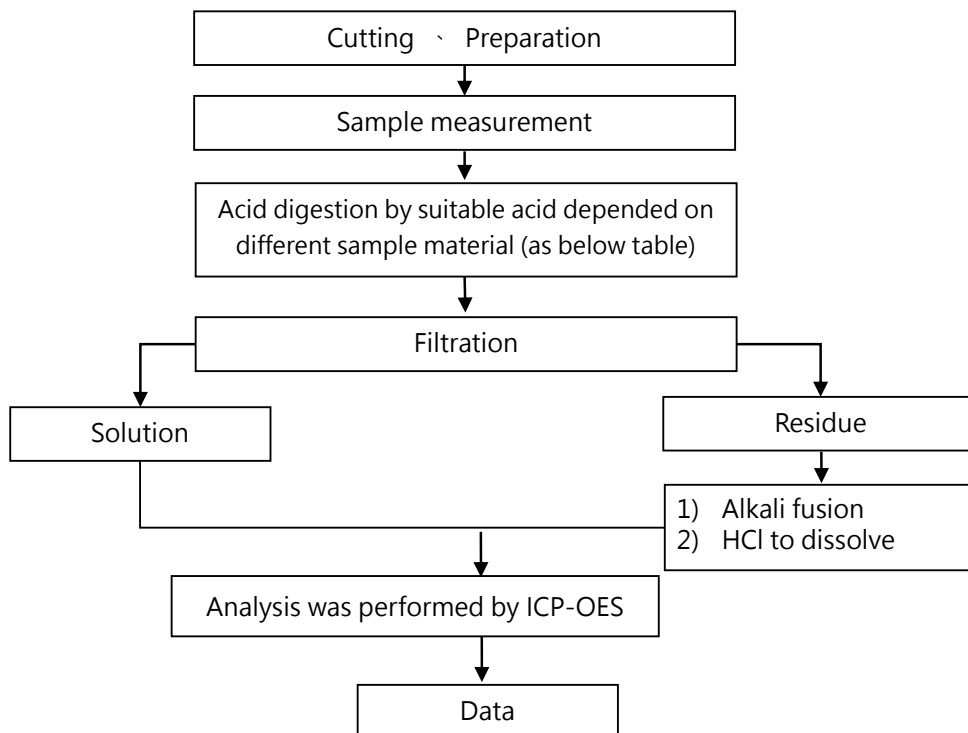 Cutting 、 Preparation
Sample measurement
Acid digestion by suitable acid depended on
different sample material (as below table)
Filtration
Solution
Residue
1) Alkali fusion
2) HCl to dissolve
Analysis was performed by ICP-OES
Data